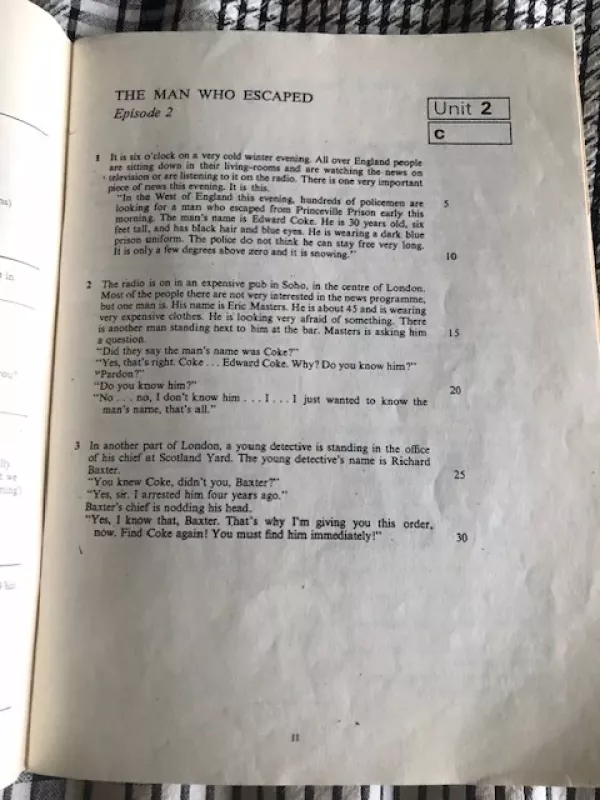 THE MAN WHO ESCAPED
Episode 2
Unit 2
C
1 It is six o'clock on a very cold winter evening. All over England people
are sitting down in their living-rooms and are watching the news on
television or are listening to it on the radio. There is one very important
piece of news this evening. It is this.
"In the West of England this evening, hundreds of policemen are
looking for a man who escaped from Princeville Prison early this
morning. The man's name is Edward Coke. He is 30 years old, six
feet tall, and has black hair and blue eyes. He is wearing a dark blue
prison uniform. The police do not think he can stay free very long.
It is only a few degrees above zero and it is snowing."
5
10
2 The radio is on in an expensive pub in Soho, in the centre of London.
Most of the people there are not very interested in the news programme,
but one man is. His name is Eric Masters. He is about 45 and is wearing
very expensive clothes. He is looking very afraid of something. There
is another man standing next to him at the bar. Masters is asking him
a question.
"Did they say the man's name was Coke?"
"Yes, that's right. Coke . . . Edward Coke. Why? Do you know him?"
"Pardon?"
"Do you know him?"
"No . . . no, I don't know him . . . I . . . I just wanted to know the
man's name, that's all."
15
20
3 In another part of London, a young detective is standing in the office
of his chief at Scotland Yard. The young detective's name is Richard
Baxter.
"You knew Coke, didn't you, Baxter?"
"Yes, sir. I arrested him four years ago."
Baxter's chief is nodding his head.
"Yes, I know that, Baxter. That's why I'm giving you this order,
now. Find Coke again! You must find him immediately!"
25
30
11